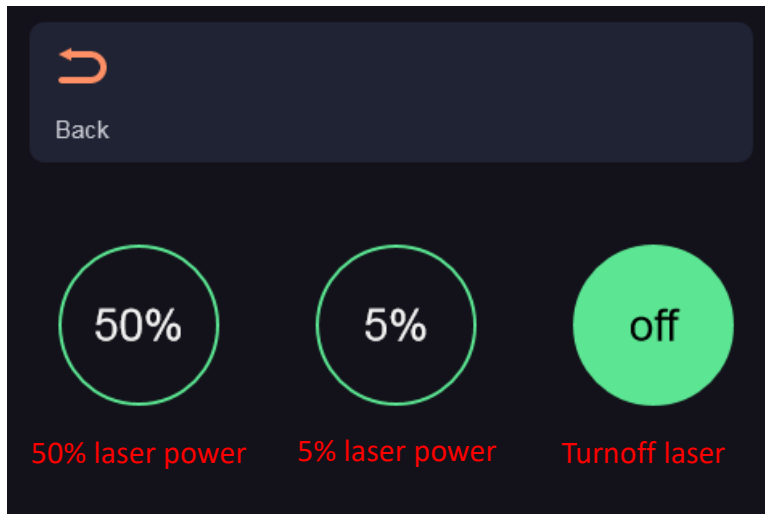 Back
50%
5%
off
50% laser power
5% laser power
Turnoff laser